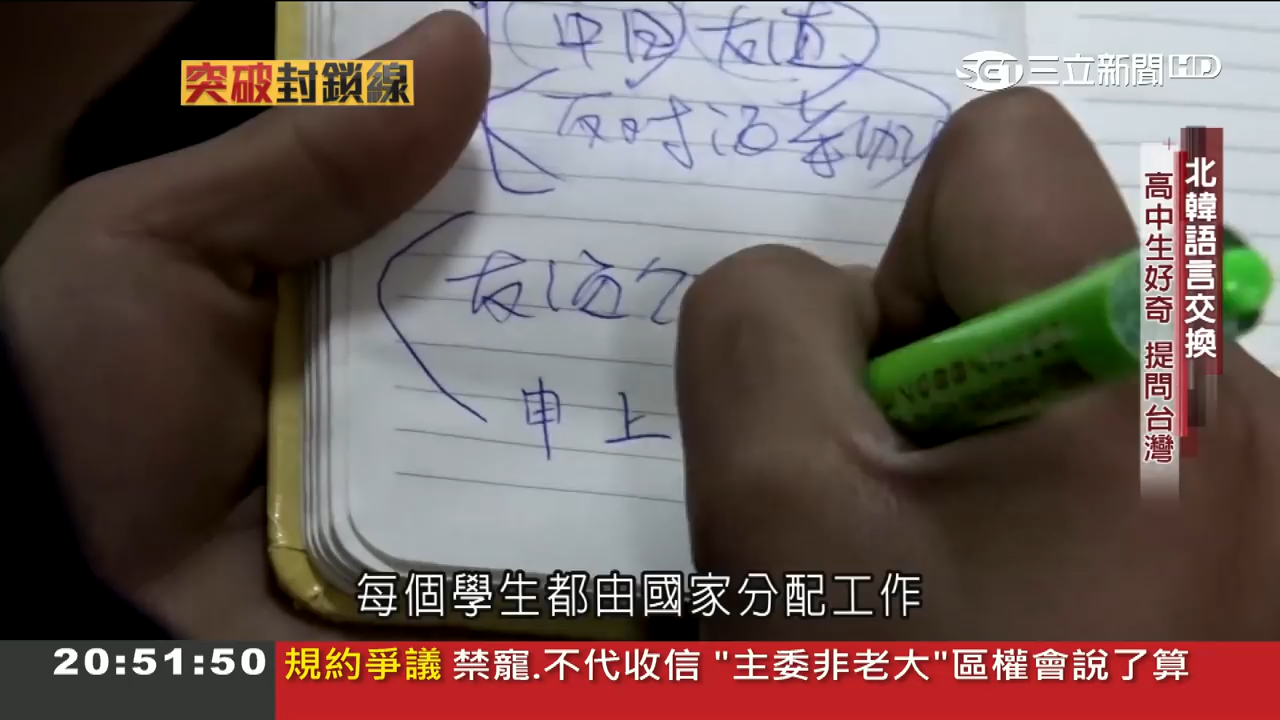 突破封鎖線
SET三立新聞HD
北韓語言交換
高中生好奇 提問台灣
中国 友道
申上
每個學生都由國家分配工作
20:51:50
規約爭議 禁寵.不代收信 "主委非老大"區權會說了算